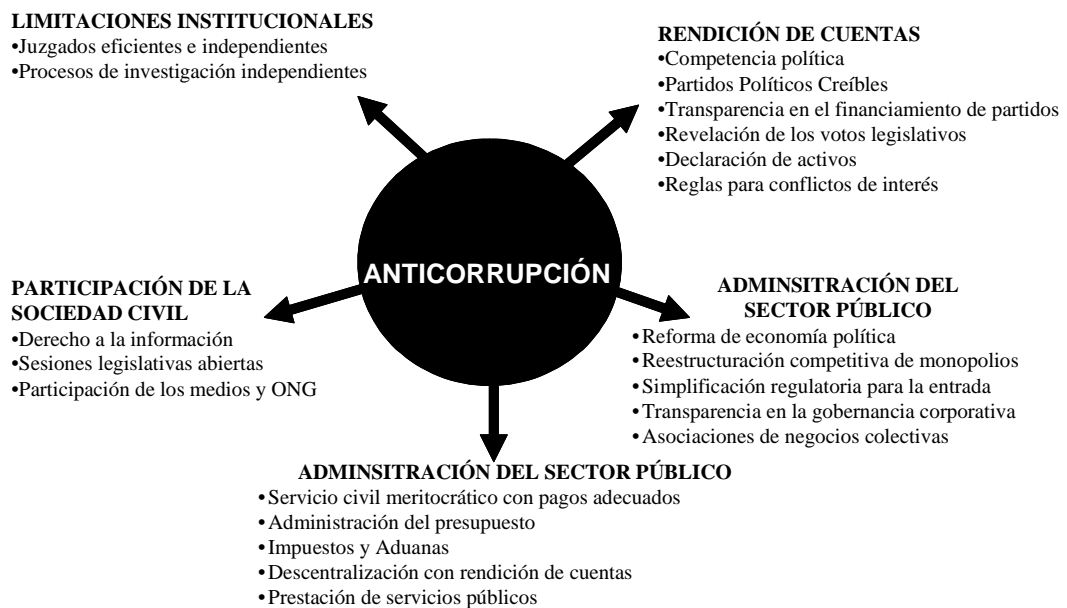 LIMITACIONES INSTITUCIONALES
•Juzgados eficientes e independientes
•Procesos de investigación independientes
RENDICIÓN DE CUENTAS
•Competencia política
•Partidos Políticos Creíbles
•Transparencia en el financiamiento de partidos
•Revelación de los votos legislativos
•Declaración de activos
•Reglas para conflictos de interés
ANTICORRUPCIÓN
PARTICIPACIÓN DE LA
SOCIEDAD CIVIL
•Derecho a la información
•Sesiones legislativas abiertas
•Participación de los medios y ONG
ADMINSITRACIÓN DEL
SECTOR PÚBLICO
•Reforma de economía política
•Reestructuración competitiva de monopolios
•Simplificación regulatoria para la entrada
•Transparencia en la gobernancia corporativa
•Asociaciones de negocios colectivas
ADMINSITRACIÓN DEL SECTOR PÚBLICO
•Servicio civil meritocrático con pagos adecuados
•Administración del presupuesto
•Impuestos y Aduanas
•Descentralización con rendición de cuentas
•Prestación de servicios públicos